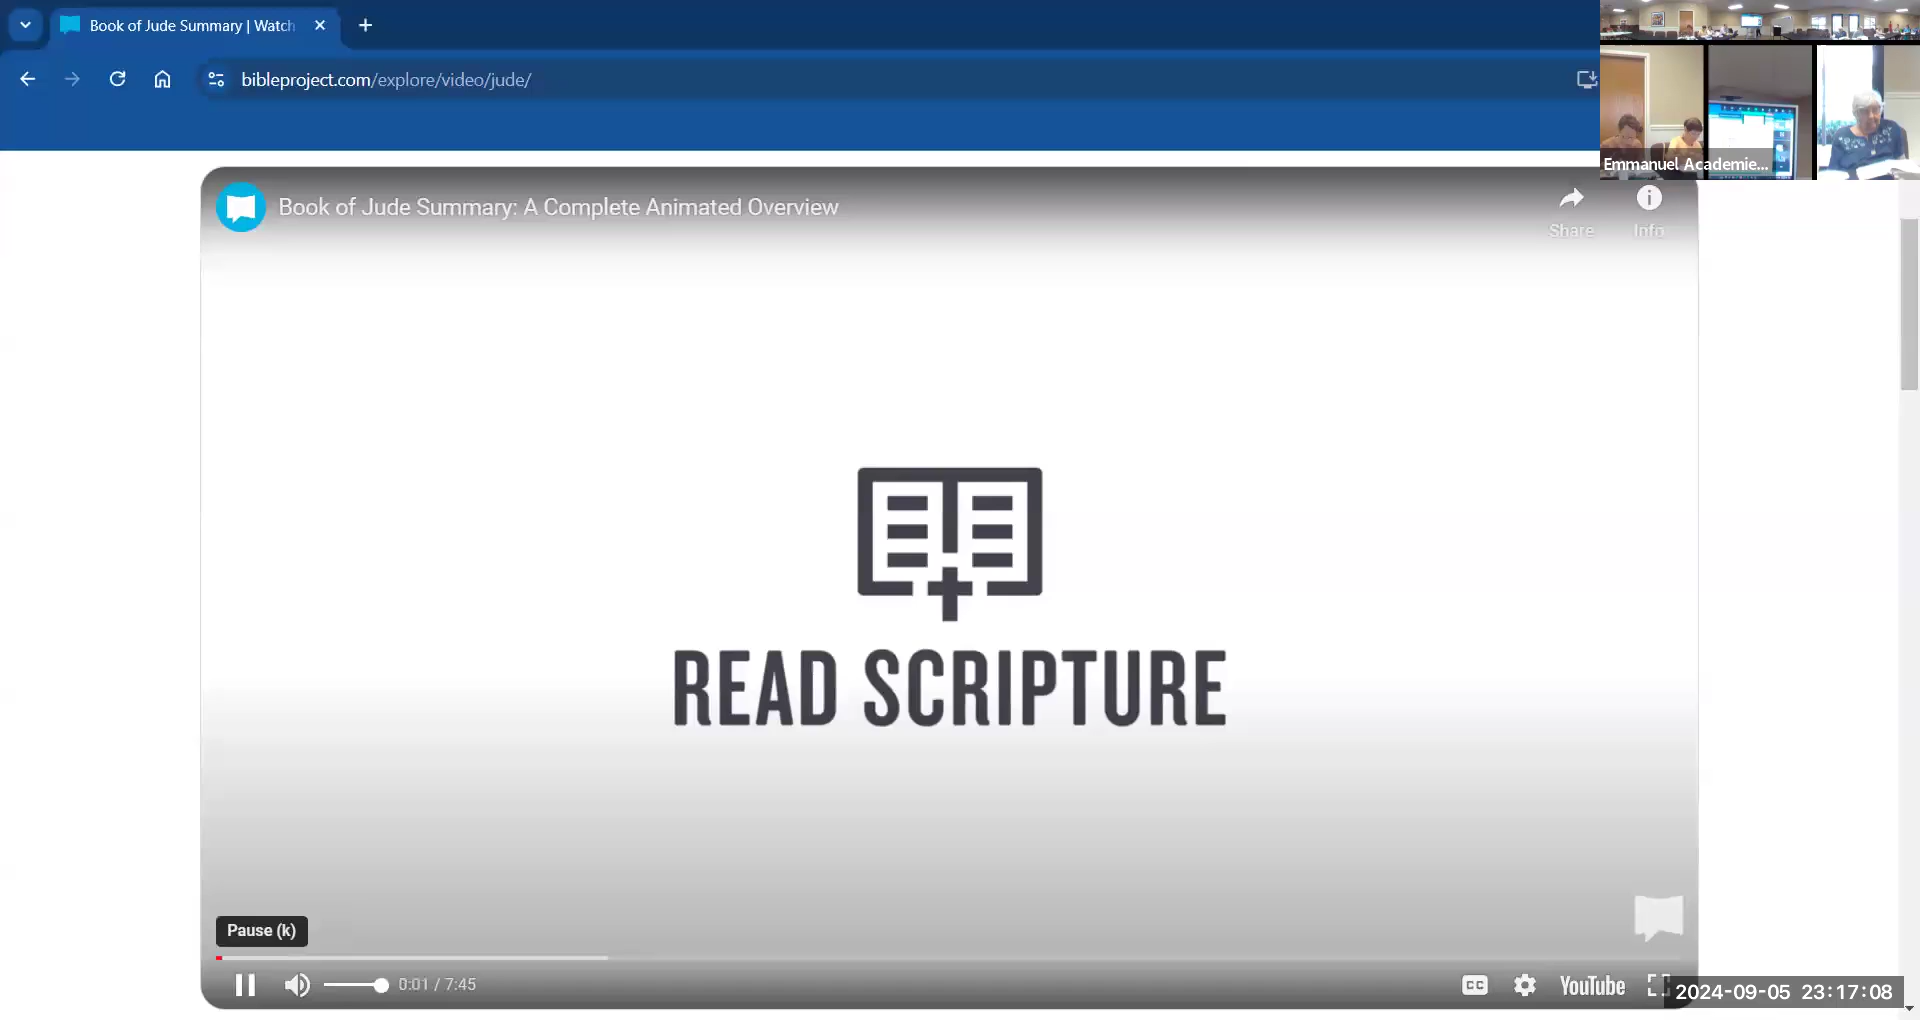 Book of Jude Summary | Watch
bibleproject.com/explore/video/jude/
Emmanuel Academie...
Book of Jude Summary: A Complete Animated Overview
Share
Info
READ SCRIPTURE
Pause (k)
0:01 / 7:45
CC
YouTube
2024-09-05 23:17:08